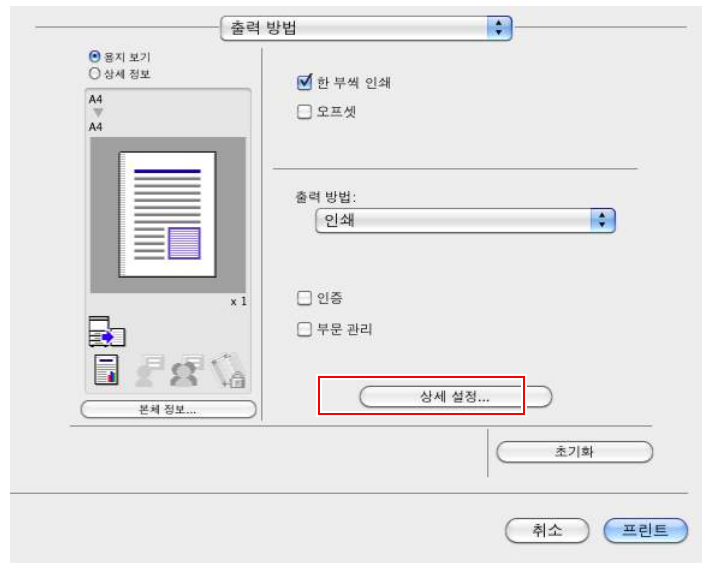 출력 방법
용지 보기
상세 정보
A4
A4
x 1
본체 정보...
한 부씩 인쇄
오프셋
출력 방법:
인쇄
인증
부문 관리
상세 설정...
초기화
취소
프린트